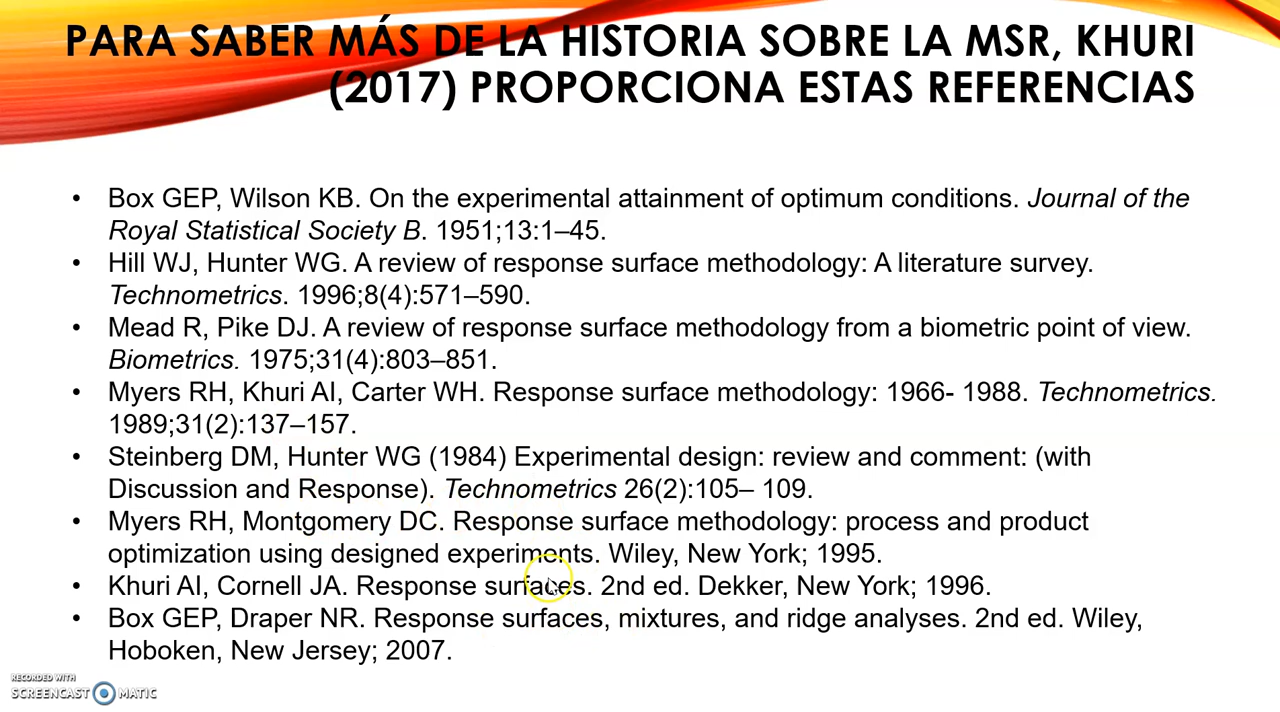 PARA SABER MÁS DE LA HISTORIA SOBRE LA MSR, KHURI
(2017) PROPORCIONA ESTAS REFERENCIAS
• Box GEP, Wilson KB. On the experimental attainment of optimum conditions. Journal of the
Royal Statistical Society B. 1951;13:1–45.
• Hill WJ, Hunter WG. A review of response surface methodology: A literature survey.
Technometrics. 1996;8(4):571–590.
• Mead R, Pike DJ. A review of response surface methodology from a biometric point of view.
Biometrics. 1975;31(4):803–851.
• Myers RH, Khuri AI, Carter WH. Response surface methodology: 1966- 1988. Technometrics.
1989;31(2):137–157.
• Steinberg DM, Hunter WG (1984) Experimental design: review and comment: (with
Discussion and Response). Technometrics 26(2):105– 109.
• Myers RH, Montgomery DC. Response surface methodology: process and product
optimization using designed experiments. Wiley, New York; 1995.
• Khuri AI, Cornell JA. Response surfaces. 2nd ed. Dekker, New York; 1996.
• Box GEP, Draper NR. Response surfaces, mixtures, and ridge analyses. 2nd ed. Wiley,
Hoboken, New Jersey; 2007.
RECORDED WITH
SCREENCAST MATIC